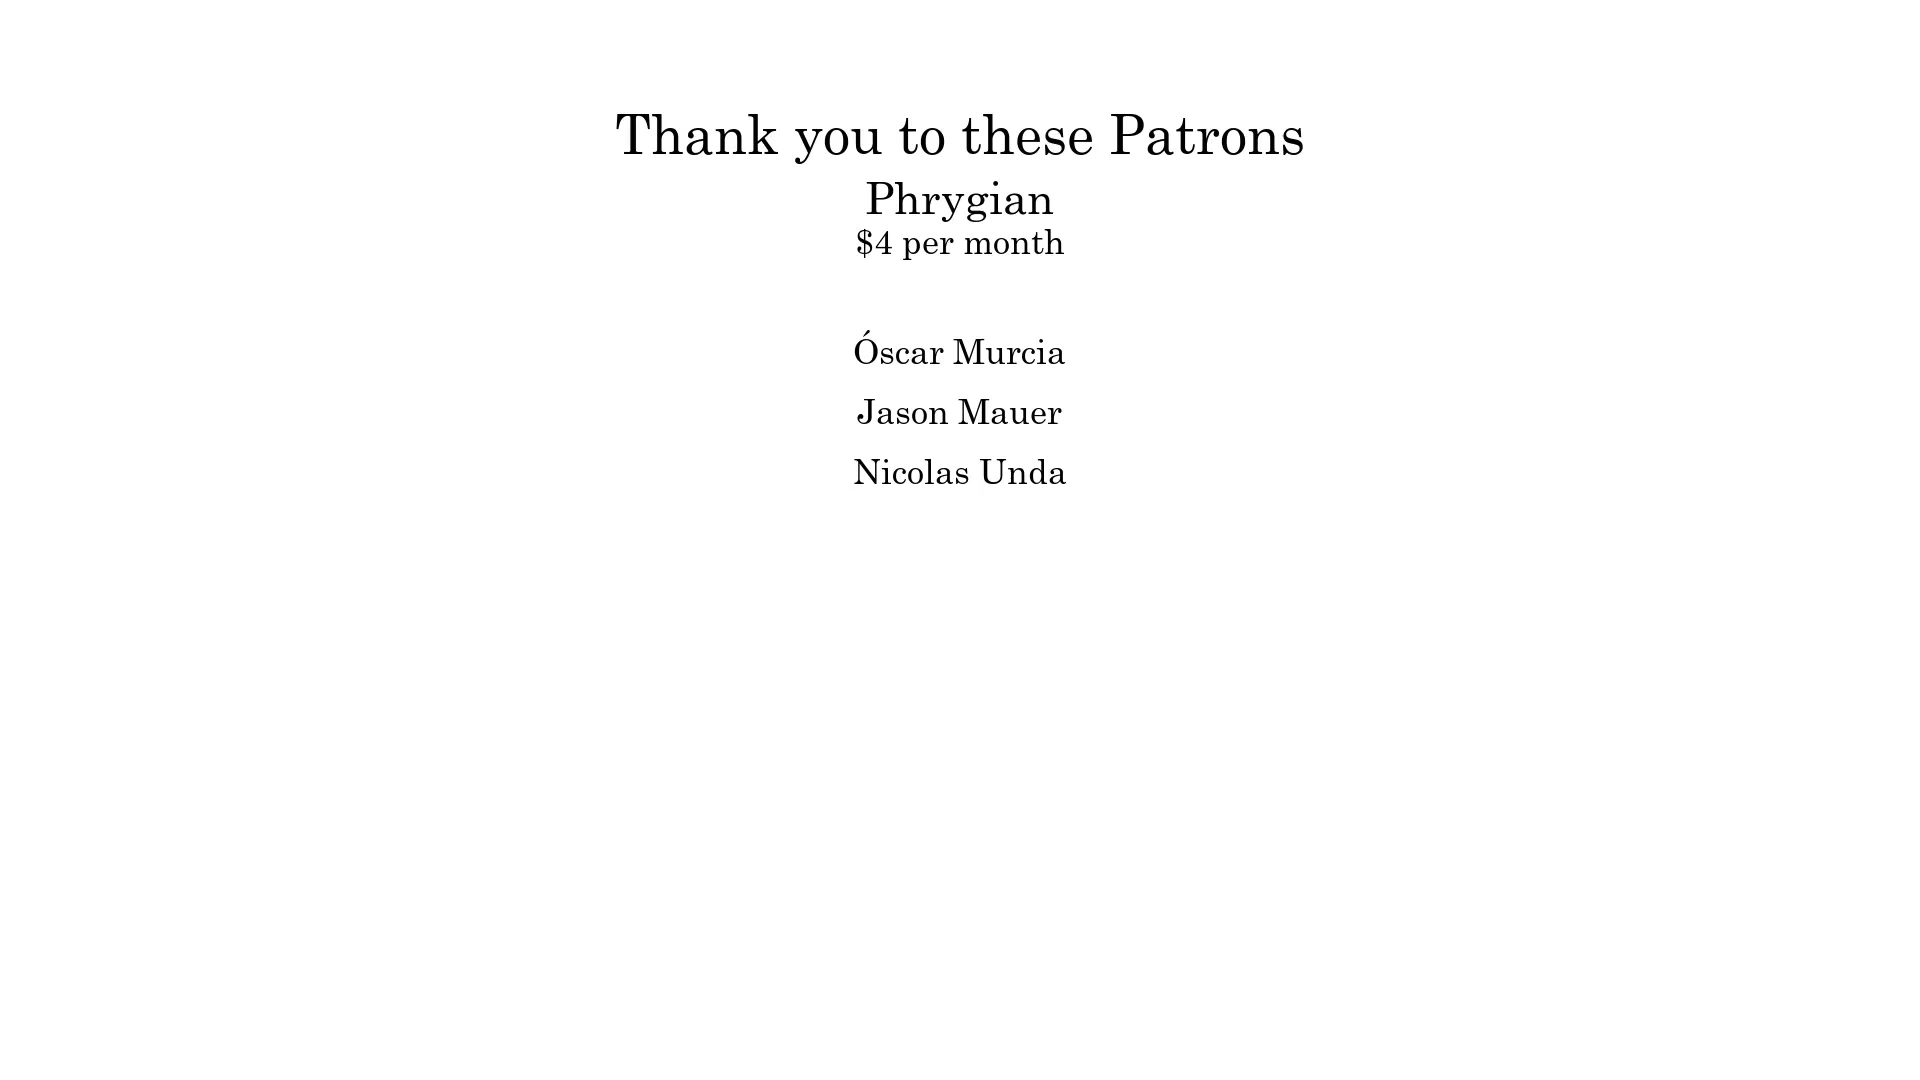 Thank you to these Patrons
Phrygian
$4 per month
Óscar Murcia
Jason Mauer
Nicolas Unda